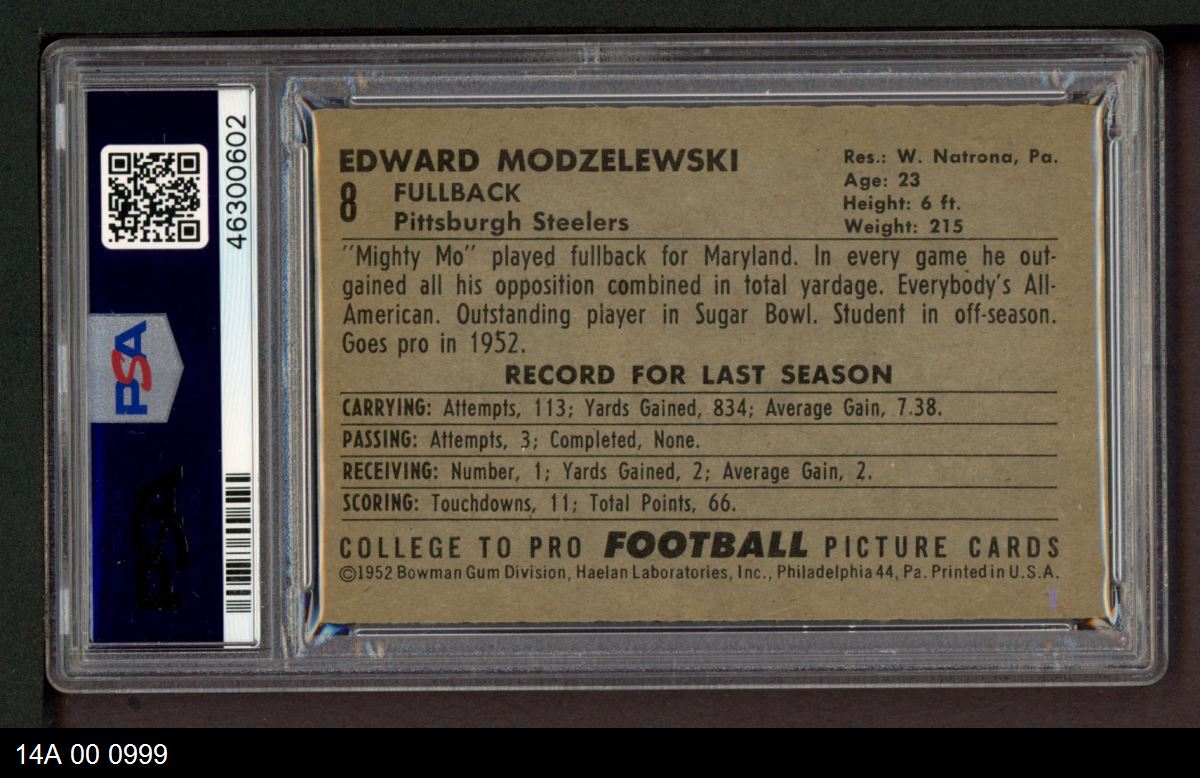 46300602
PSA
PSA
EDWARD MODZELEWSKI
8 FULLBACK
Pittsburgh Steelers
Res.: W. Natrona, Pa.
Age: 23
Height: 6 ft.
Weight: 215
"Mighty Mo" played fullback for Maryland. In every game he out-
gained all his opposition combined in total yardage. Everybody's All-
American. Outstanding player in Sugar Bowl. Student in off-season.
Goes pro in 1952.
RECORD FOR LAST SEASON
CARRYING: Attempts, 113; Yards Gained, 834; Average Gain, 7.38.
PASSING: Attempts, 3; Completed, None.
RECEIVING: Number, 1; Yards Gained, 2; Average Gain, 2.
SCORING: Touchdowns, 11; Total Points, 66.
COLLEGE TO PRO FOOTBALL PICTURE CARDS
©1952 Bowman Gum Division, Haelan Laboratories, Inc., Philadelphia 44, Pa. Printed in U.S.A.
14A 00 0999